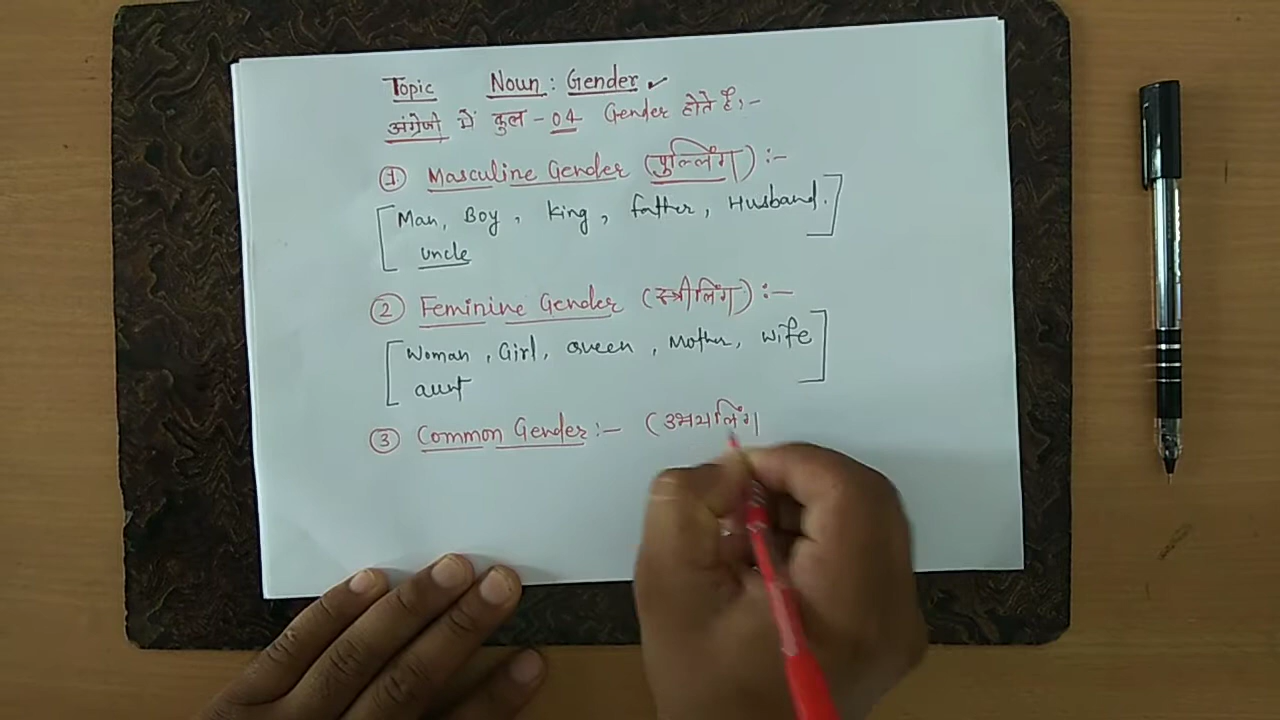 Topic Noun : Gender ✓
अंग्रेजी में कुल - 04 Gender होते है,-
① Masculine Gender (पुल्लिंग) :-
[Man, Boy, King, father, Husband.
uncle]
② Feminine Gender (स्त्रीलिंग) :-
[Woman, Girl, Queen, Mother, wife
aunt]
③ Common Gender :- (उभयलिंग